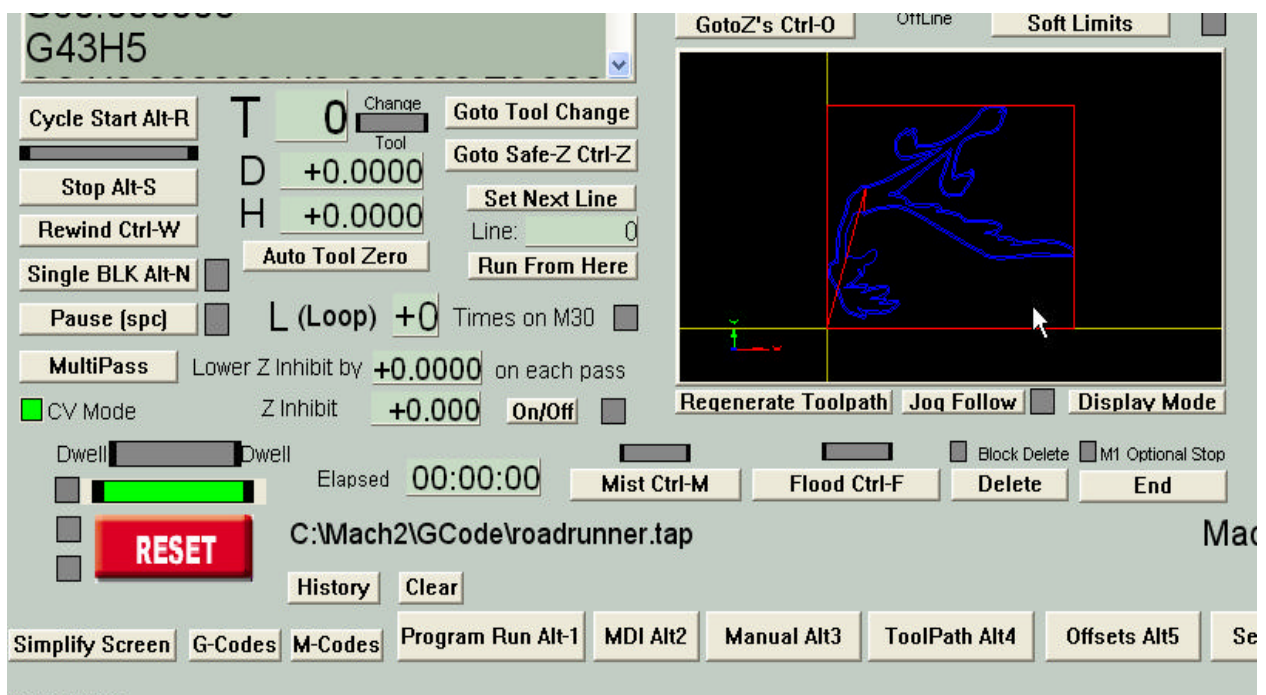 GotoZ's Ctrl-O OffLine Soft Limits
G43H5
Cycle Start Alt-R T 0 Change Tool Goto Tool Change
D +0.0000 Goto Safe-Z Ctrl-Z
Stop Alt-S
H +0.0000 Set Next Line
Rewind Ctrl-W Line: 0
Auto Tool Zero Run From Here
Single BLK Alt-N
Pause (spc) L (Loop) +0 Times on M30
MultiPass Lower Z Inhibit by +0.0000 on each pass
CV Mode Z Inhibit +0.000 On/Off
Regenerate Toolpath Jog Follow Display Mode
Dwell Dwell Block Delete M1 Optional Stop
Elapsed 00:00:00 Mist Ctrl-M Flood Ctrl-F Delete End
RESET C:\Mach2\GCode\roadrunner.tap Mac
History Clear
Simplify Screen G-Codes M-Codes Program Run Alt-1 MDI Alt2 Manual Alt3 ToolPath Alt4 Offsets Alt5 Se